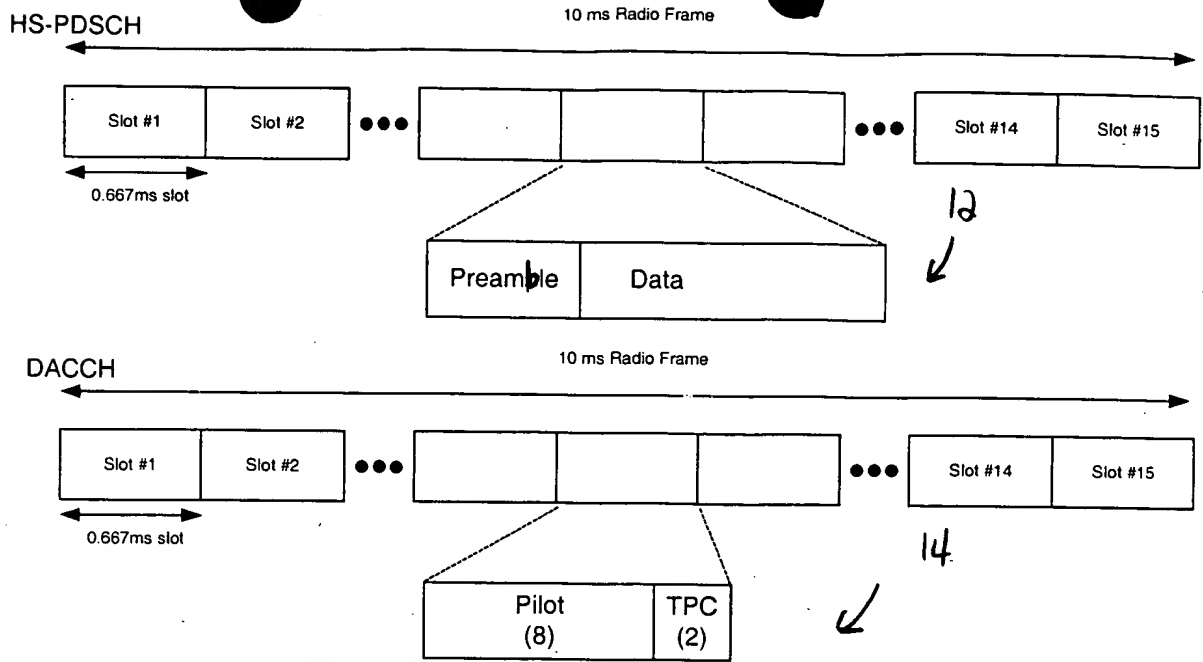 10 ms Radio Frame
HS-PDSCH
Slot #1 Slot #2 Slot #14 Slot #15
0.667ms slot
12
Preamble Data
10 ms Radio Frame
DACCH
Slot #1 Slot #2 Slot #14 Slot #15
0.667ms slot
14
Pilot TPC
(8) (2)